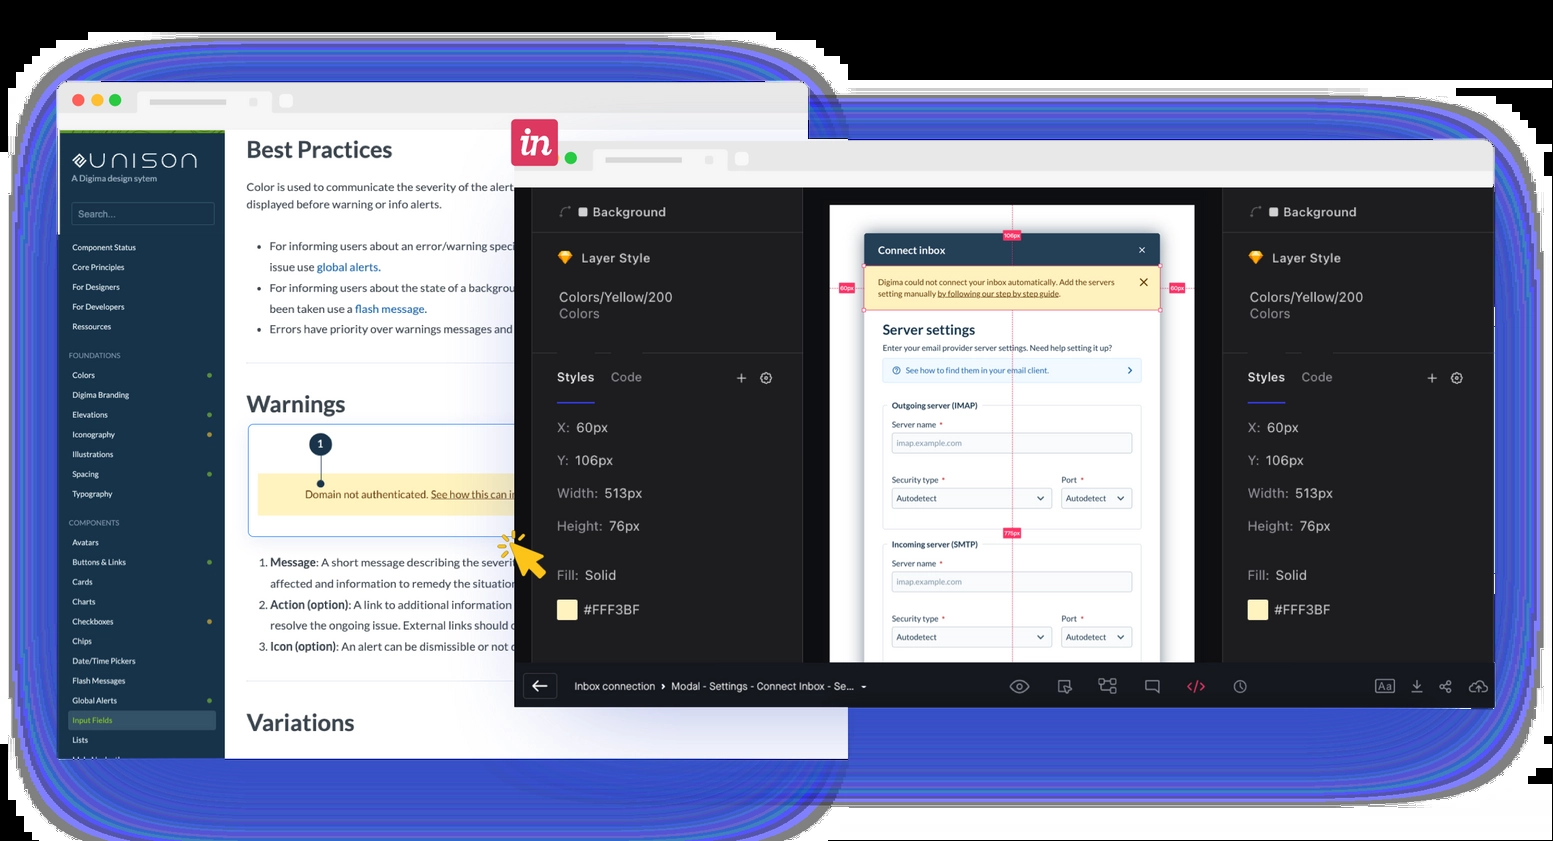 UNISON
A Digima design sytem
Search...
Component Status
Core Principles
For Designers
For Developers
Ressources
FOUNDATIONS
Colors
Digima Branding
Elevations
Iconography
Illustrations
Spacing
Typography
COMPONENTS
Avatars
Buttons & Links
Cards
Charts
Checkboxes
Chips
Date/Time Pickers
Flash Messages
Global Alerts
Input Fields
Lists
Best Practices
Color is used to communicate the severity of the alert
displayed before warning or info alerts.
• For informing users about an error/warning speci
issue use global alerts.
• For informing users about the state of a backgrou
been taken use a flash message.
• Errors have priority over warnings messages and
Warnings
1
Domain not authenticated. See how this can i
1. Message: A short message describing the severi
affected and information to remedy the situation
2. Action (option): A link to additional information
resolve the ongoing issue. External links should
3. Icon (option): An alert can be dismissible or not
Variations
in
Background
Layer Style
Colors/Yellow/200
Colors
Styles Code
X: 60px
Y: 106px
Width: 513px
Height: 76px
Fill: Solid
#FFF3BF
106px
Connect inbox
60px
Digima could not connect your inbox automatically. Add the servers
setting manually by following our step by step guide.
60px
Server settings
Enter your email provider server settings. Need help setting it up?
See how to find them in your email client.
Outgoing server (IMAP)
Server name *
imap.example.com
Security type * Port *
Autodetect Autodetect
775px
Incoming server (SMTP)
Server name *
imap.example.com
Security type * Port *
Autodetect Autodetect
Background
Layer Style
Colors/Yellow/200
Colors
Styles Code
X: 60px
Y: 106px
Width: 513px
Height: 76px
Fill: Solid
#FFF3BF
Inbox connection › Modal - Settings - Connect Inbox - Se...
</> Aa